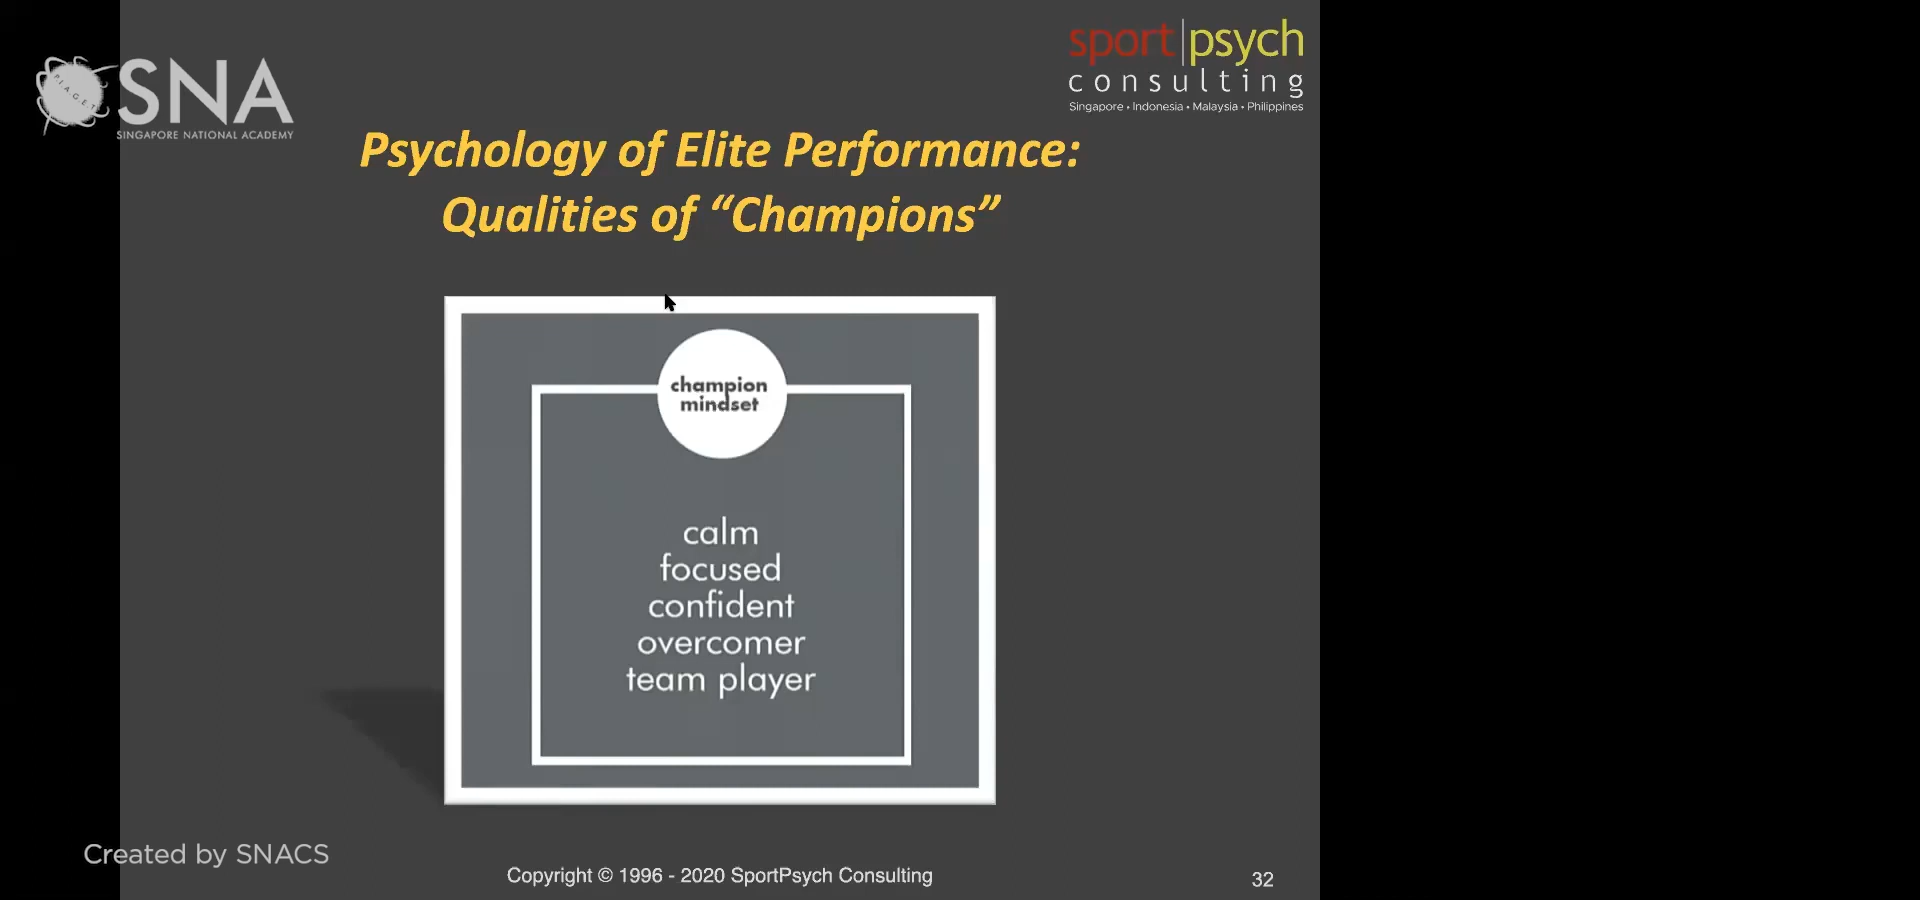 SNA
PIAGET
SINGAPORE NATIONAL ACADEMY
sport|psych
consulting
Singapore • Indonesia • Malaysia • Philippines
Psychology of Elite Performance:
Qualities of “Champions”
champion
mindset
calm
focused
confident
overcomer
team player
Created by SNACS
Copyright © 1996 - 2020 SportPsych Consulting
32